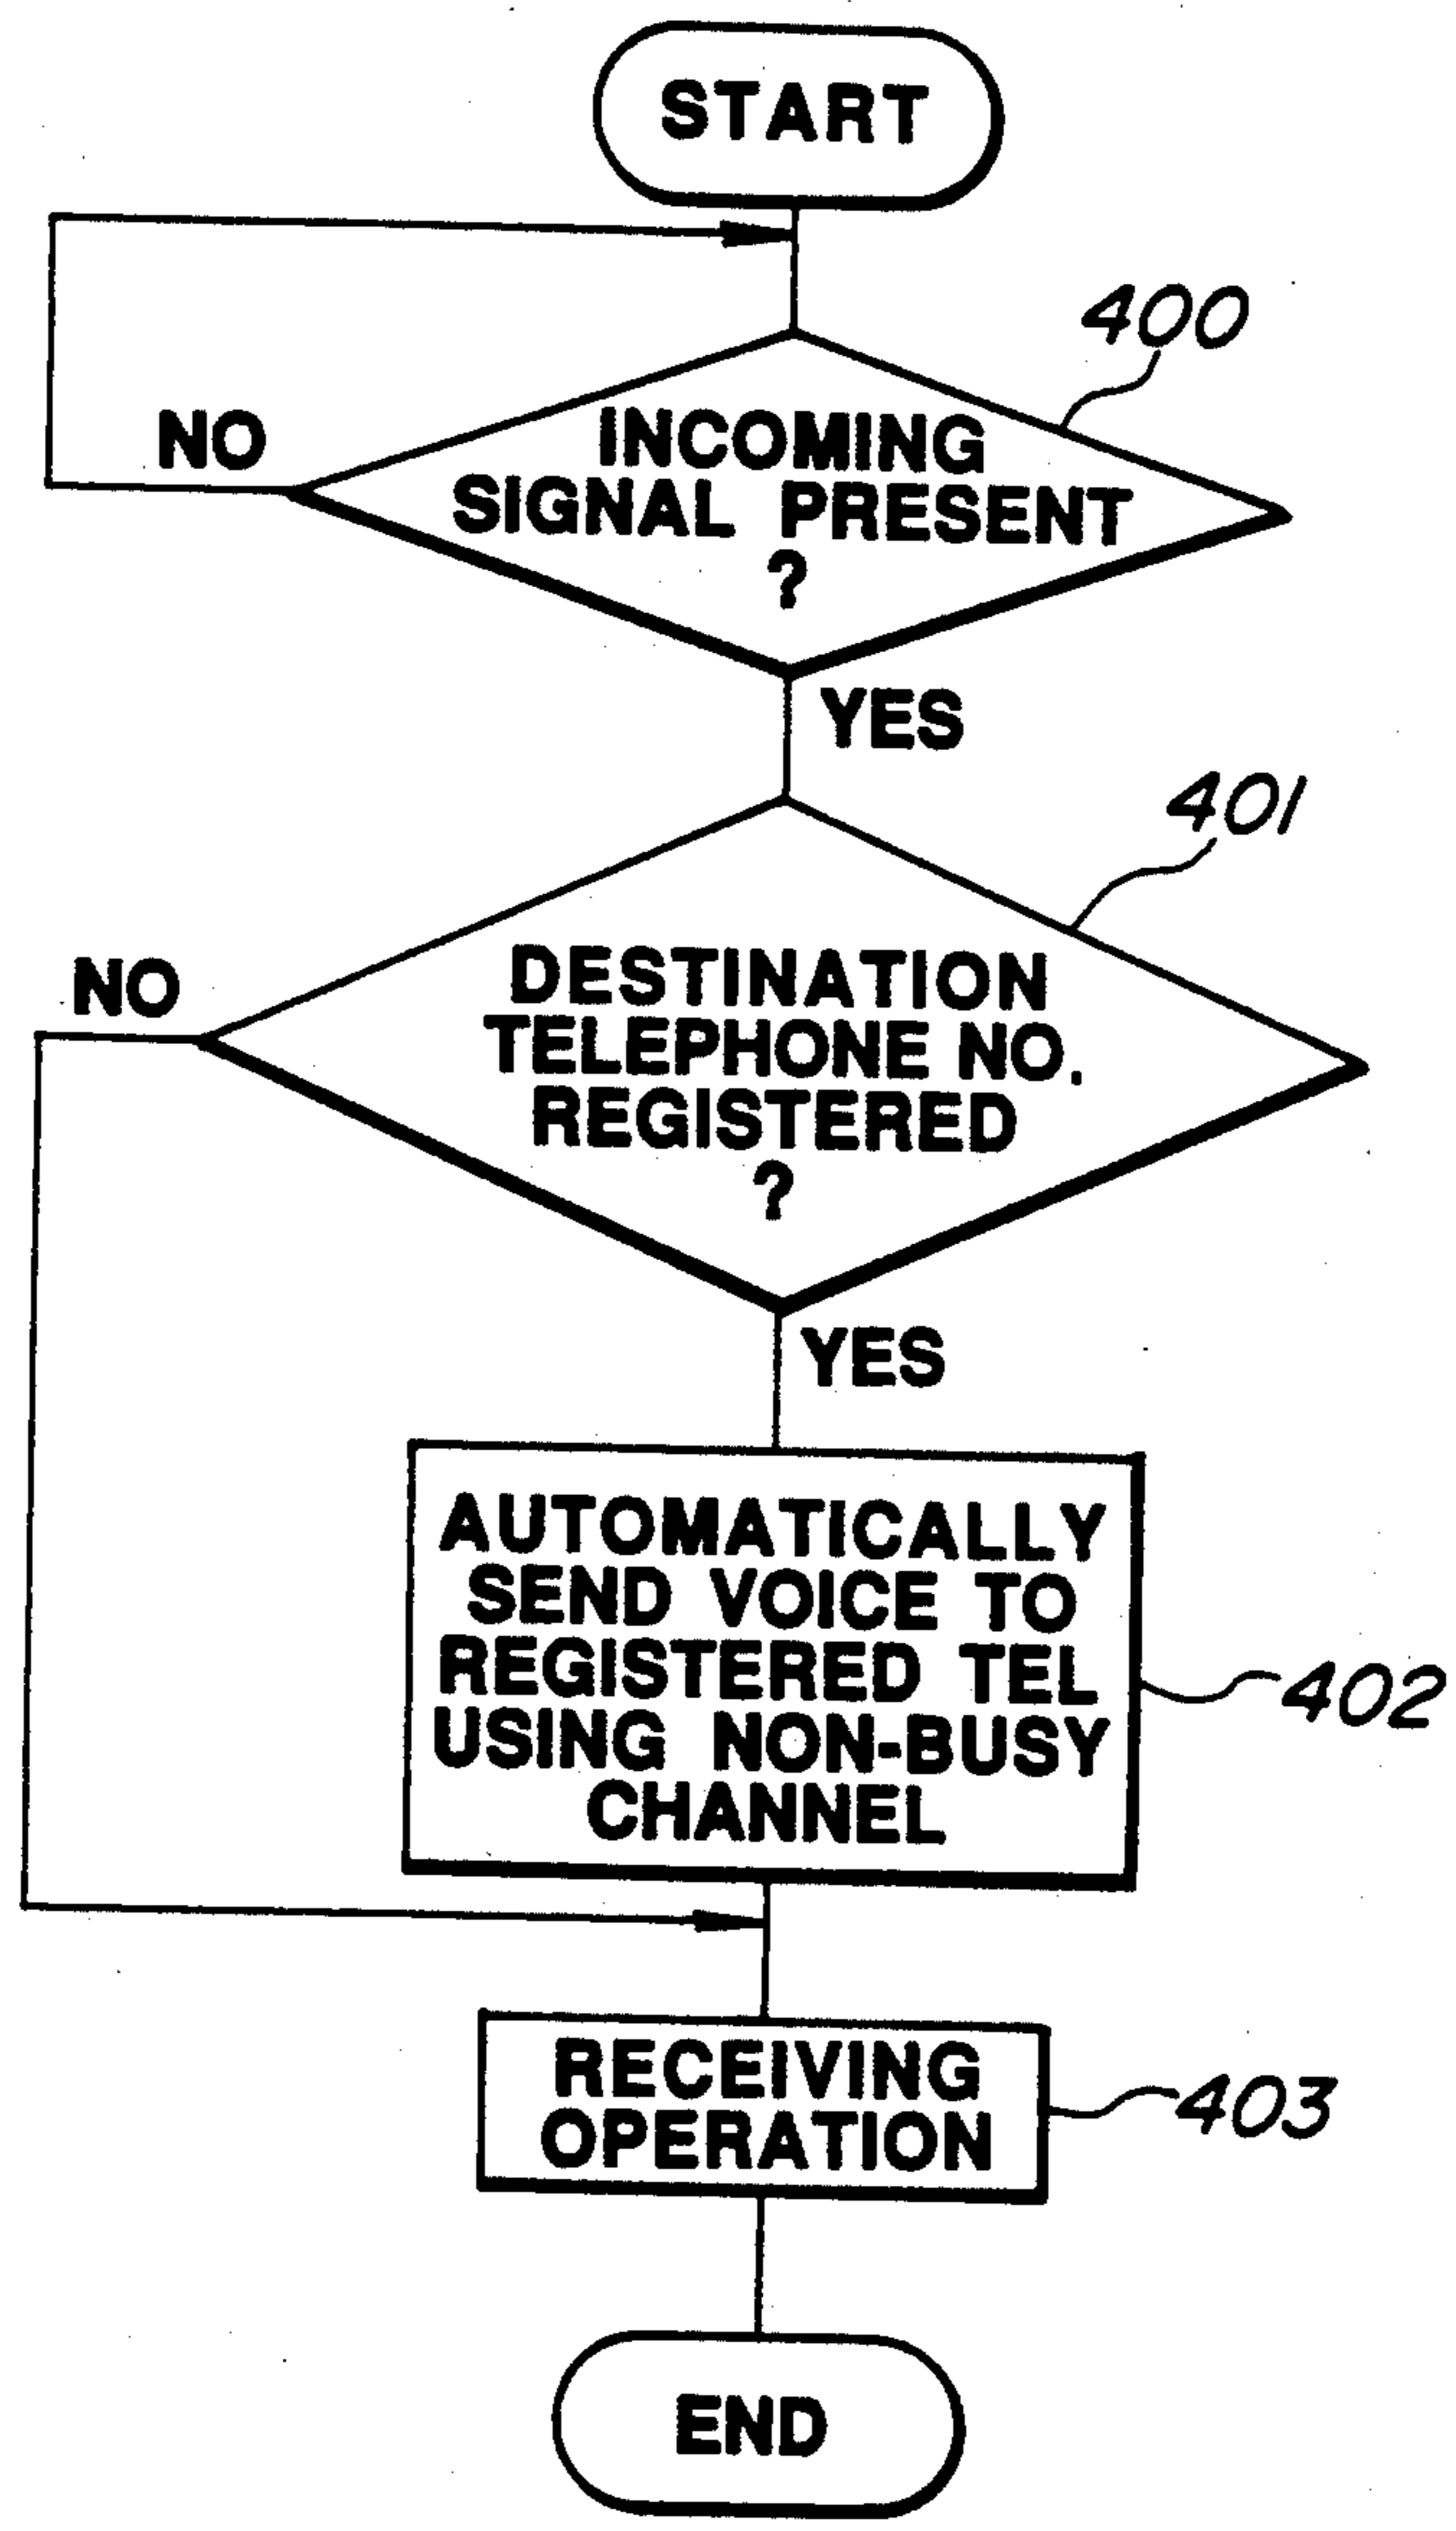 START
400
NO
INCOMING
SIGNAL PRESENT
?
YES
401
NO
DESTINATION
TELEPHONE NO.
REGISTERED
?
YES
AUTOMATICALLY
SEND VOICE TO
REGISTERED TEL
USING NON-BUSY
CHANNEL
402
RECEIVING
OPERATION
403
END